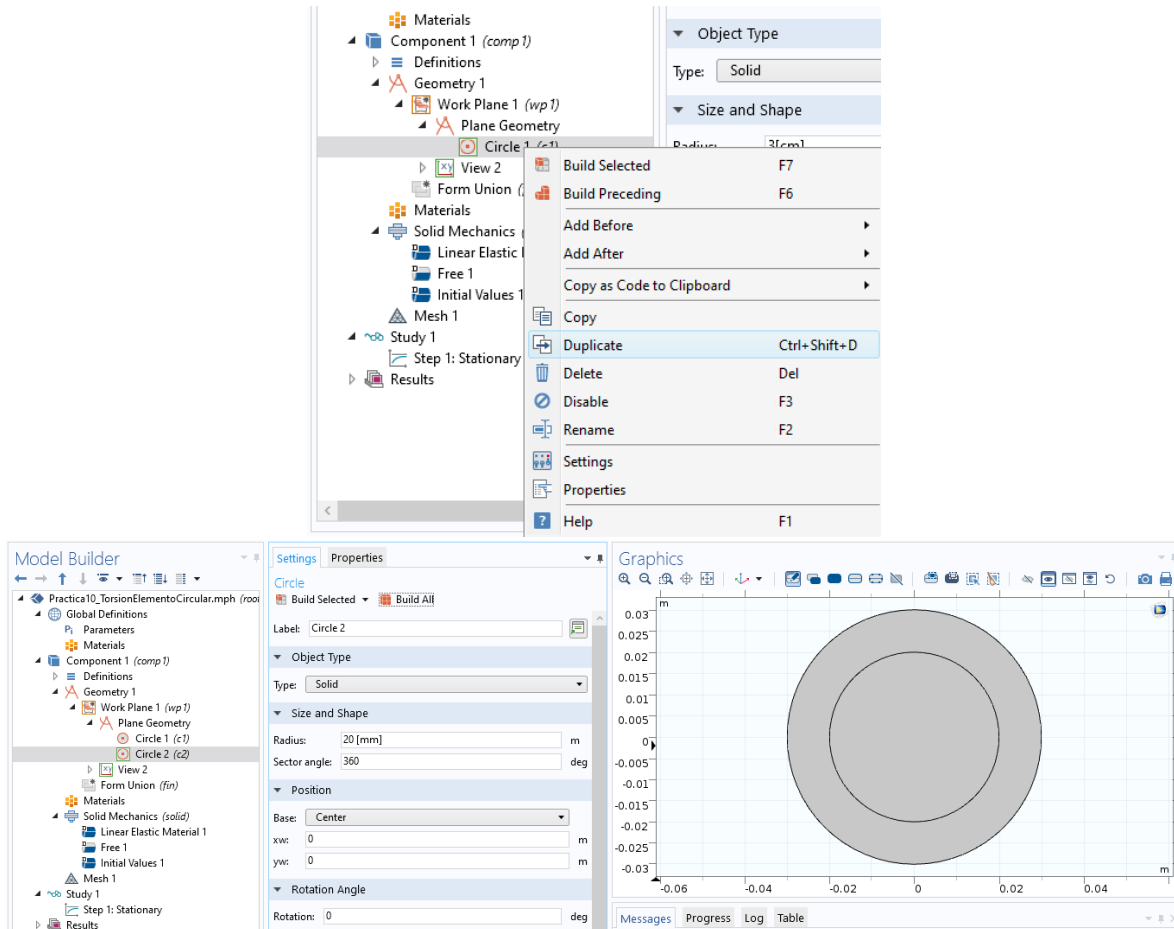 Materials
Component 1 (comp1)
Definitions
Geometry 1
Work Plane 1 (wp1)
Plane Geometry
Circle 1 (c1)
View 2
Form Union
Materials
Solid Mechanics
Linear Elastic
Free 1
Initial Values 1
Mesh 1
Study 1
Step 1: Stationary
Results
Object Type
Type: Solid
Size and Shape
Radius: 3[cm]
Build Selected F7
Build Preceding F6
Add Before
Add After
Copy as Code to Clipboard
Copy
Duplicate Ctrl+Shift+D
Delete Del
Disable F3
Rename F2
Settings
Properties
Help F1
Model Builder
Practica10_TorsionElementoCircular.mph (root
Global Definitions
Pi Parameters
Materials
Component 1 (comp1)
Definitions
Geometry 1
Work Plane 1 (wp1)
Plane Geometry
Circle 1 (c1)
Circle 2 (c2)
View 2
Form Union (fin)
Materials
Solid Mechanics (solid)
Linear Elastic Material 1
Free 1
Initial Values 1
Mesh 1
Study 1
Step 1: Stationary
Results
Settings Properties
Circle
Build Selected Build All
Label: Circle 2
Object Type
Type: Solid
Size and Shape
Radius: 20 [mm] m
Sector angle: 360 deg
Position
Base: Center
xw: 0 m
yw: 0 m
Rotation Angle
Rotation: 0 deg
Graphics
m
0.03
0.025
0.02
0.015
0.01
0.005
0
-0.005
-0.01
-0.015
-0.02
-0.025
-0.03
m
-0.06 -0.04 -0.02 0 0.02 0.04
Messages Progress Log Table